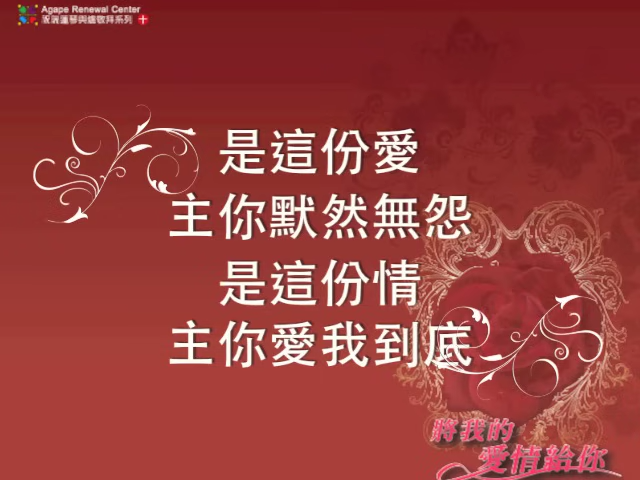 Agape Renewal Center
是這份愛
主你默然無怨
是這份情
主你愛我到底
將我的
愛情給你